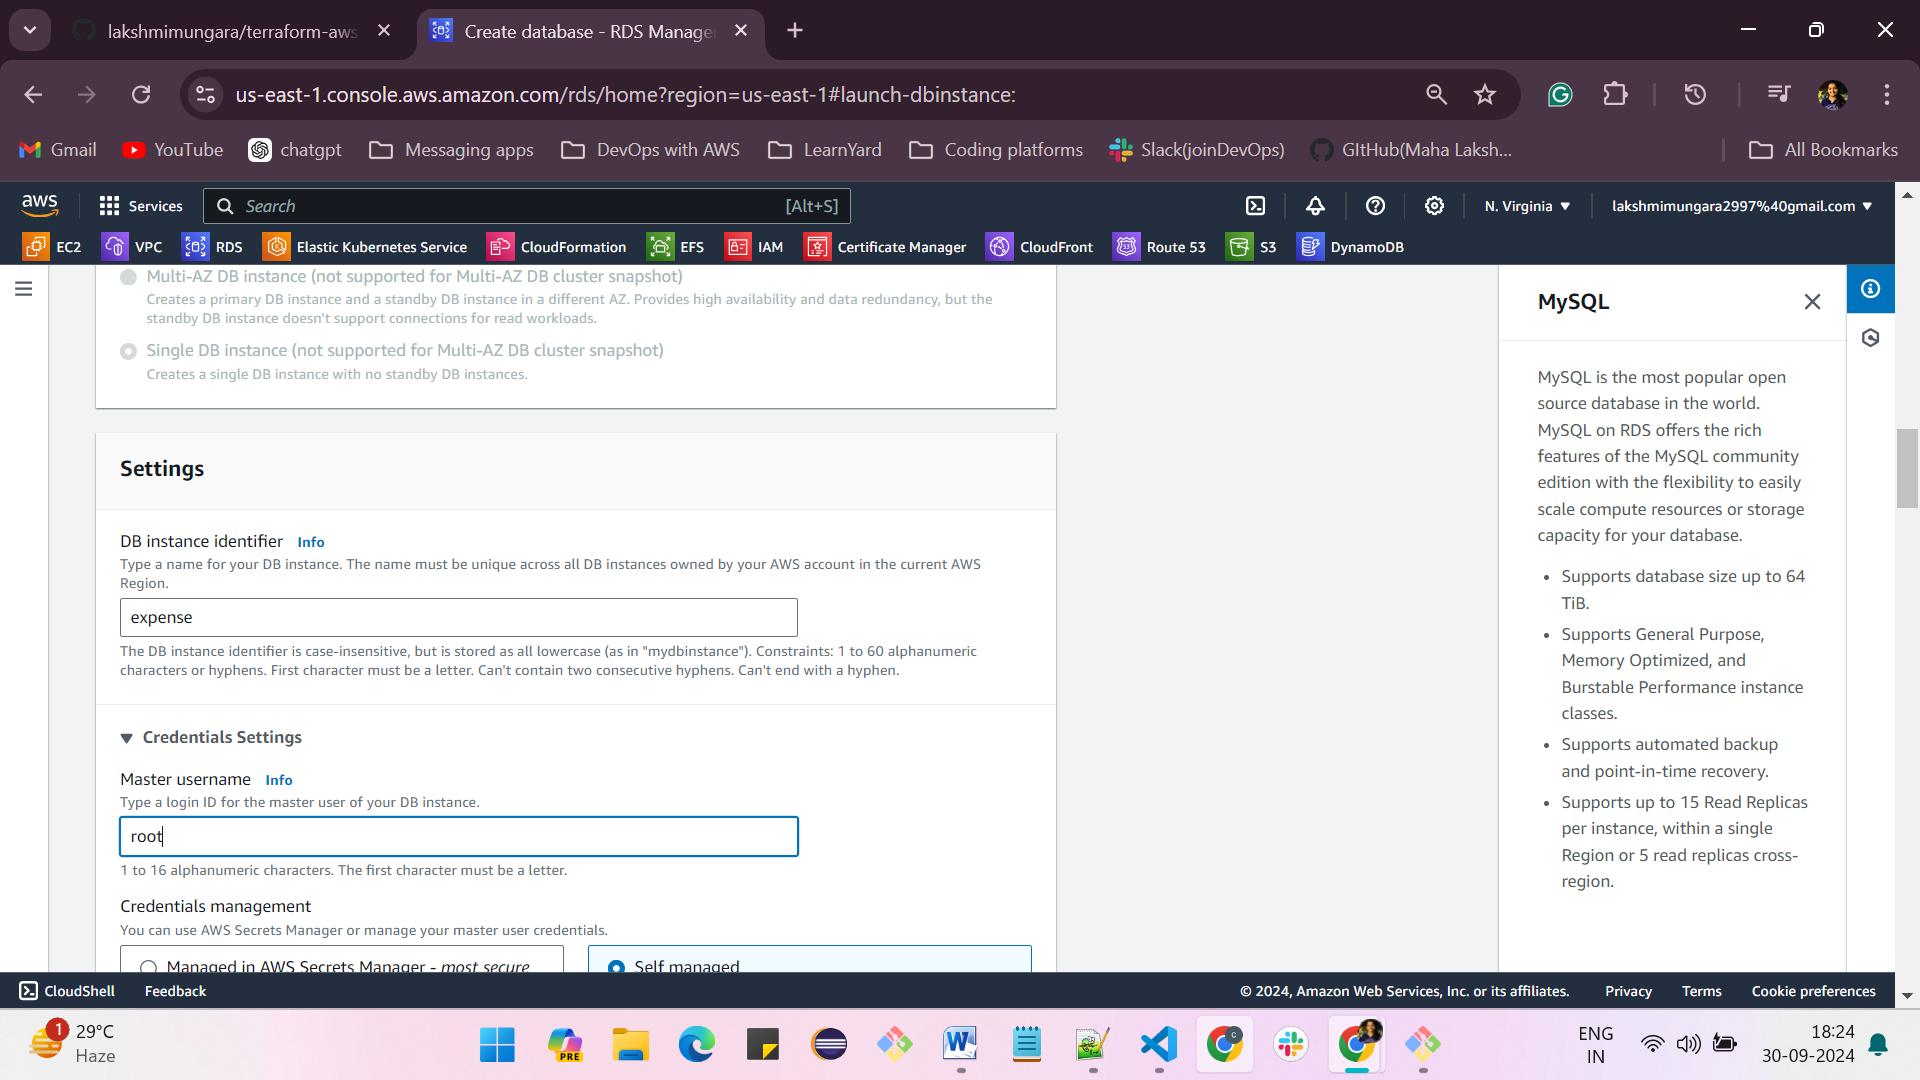 lakshmimungara/terraform-aws
Create database - RDS Manage
us-east-1.console.aws.amazon.com/rds/home?region=us-east-1#launch-dbinstance:
Gmail
YouTube
chatgpt
Messaging apps
DevOps with AWS
LearnYard
Coding platforms
Slack(joinDevOps)
GItHub(Maha Laksh...
All Bookmarks
aws
Services
Search
[Alt+S]
N. Virginia
lakshmimungara2997%40gmail.com
EC2
VPC
RDS
Elastic Kubernetes Service
CloudFormation
EFS
IAM
Certificate Manager
CloudFront
Route 53
S3
DynamoDB
Multi-AZ DB instance (not supported for Multi-AZ DB cluster snapshot)
Creates a primary DB instance and a standby DB instance in a different AZ. Provides high availability and data redundancy, but the
standby DB instance doesn't support connections for read workloads.
Single DB instance (not supported for Multi-AZ DB cluster snapshot)
Creates a single DB instance with no standby DB instances.
Settings
DB instance identifier Info
Type a name for your DB instance. The name must be unique across all DB instances owned by your AWS account in the current AWS
Region.
expense
The DB instance identifier is case-insensitive, but is stored as all lowercase (as in "mydbinstance"). Constraints: 1 to 60 alphanumeric
characters or hyphens. First character must be a letter. Can't contain two consecutive hyphens. Can't end with a hyphen.
Credentials Settings
Master username Info
Type a login ID for the master user of your DB instance.
root
1 to 16 alphanumeric characters. The first character must be a letter.
Credentials management
You can use AWS Secrets Manager or manage your master user credentials.
Managed in AWS Secrets Manager - most secure
Self managed
MySQL
MySQL is the most popular open
source database in the world.
MySQL on RDS offers the rich
features of the MySQL community
edition with the flexibility to easily
scale compute resources or storage
capacity for your database.
• Supports database size up to 64
TiB.
• Supports General Purpose,
Memory Optimized, and
Burstable Performance instance
classes.
• Supports automated backup
and point-in-time recovery.
• Supports up to 15 Read Replicas
per instance, within a single
Region or 5 read replicas cross-
region.
CloudShell
Feedback
© 2024, Amazon Web Services, Inc. or its affiliates.
Privacy
Terms
Cookie preferences
1
29°C
Haze
PRE
ENG
IN
18:24
30-09-2024